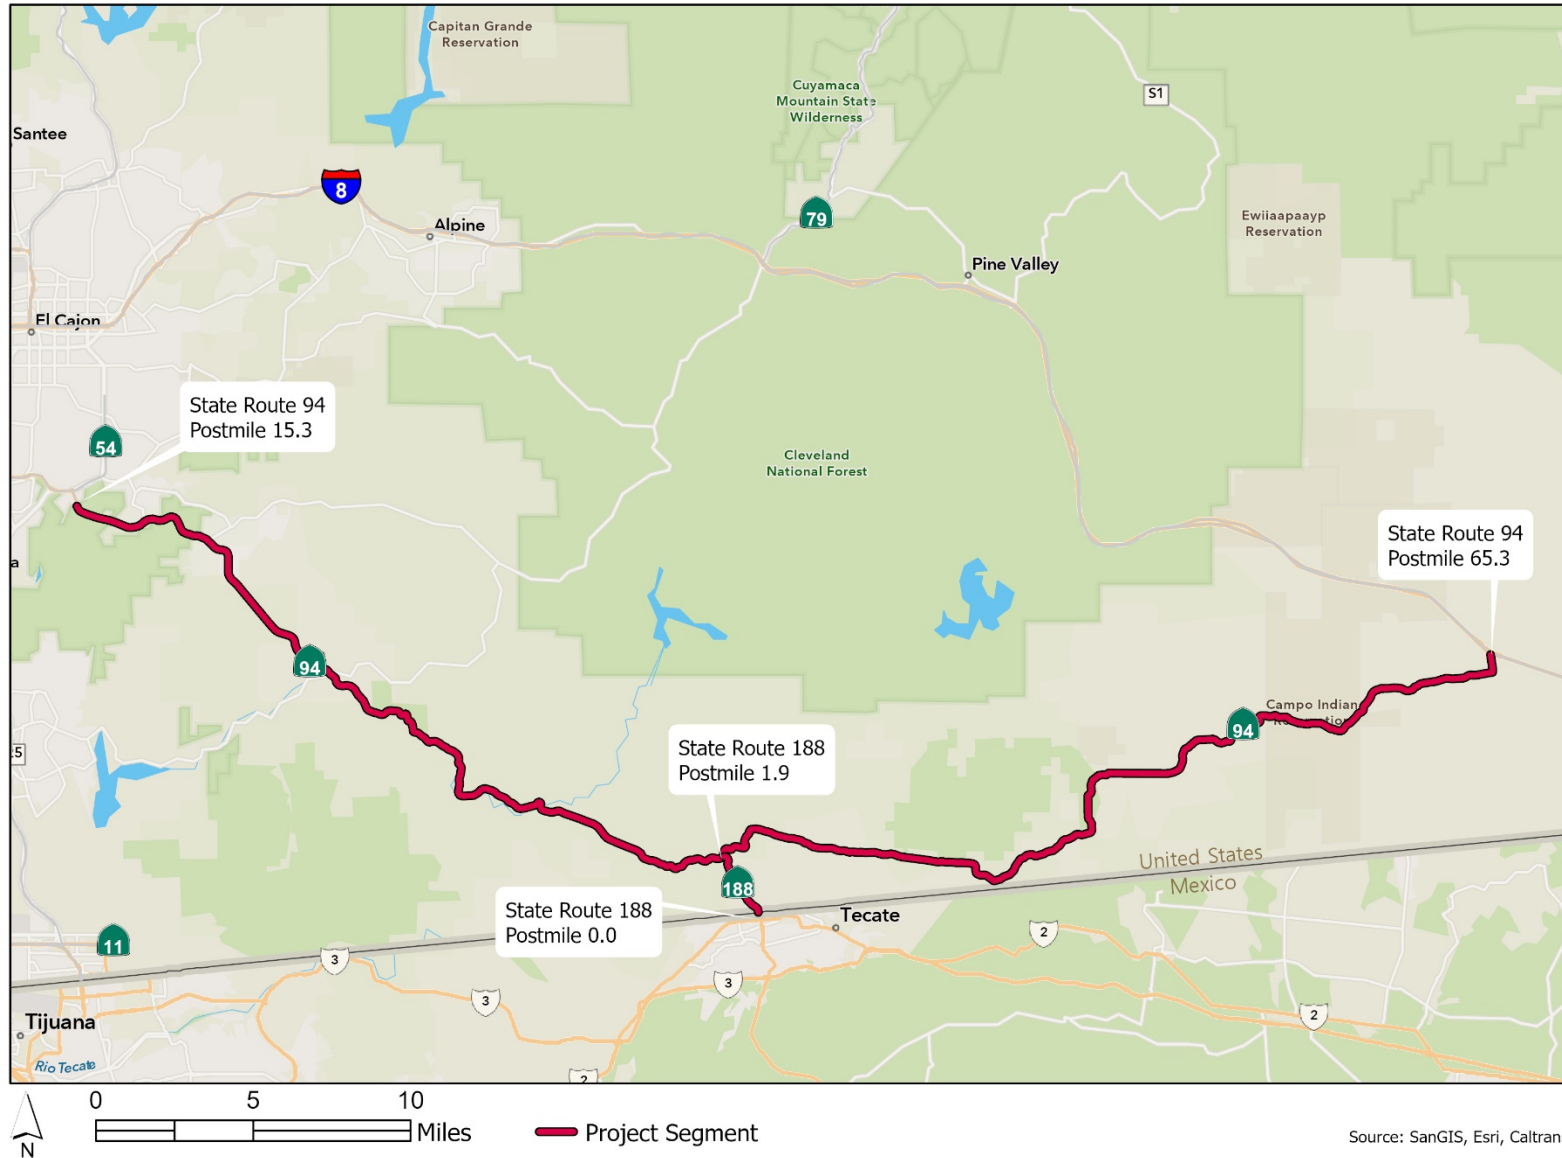 Capitan Grande
Reservation
Cuyamaca
Mountain State
Wilderness
S1
Santee
8
79
Alpine
Ewiiaapaayp
Reservation
Pine Valley
El Cajon
State Route 94
Postmile 15.3
54
Cleveland
National Forest
State Route 94
Postmile 65.3
a
94
Campo Indian
Reservation
94
State Route 188
Postmile 1.9
.5
United States
Mexico
188
State Route 188
Postmile 0.0
Tecate
11
2
3
3
3
2
Tijuana
Rio Tecate
2
0 5 10
Miles
Project Segment
N
Source: SanGIS, Esri, Caltran